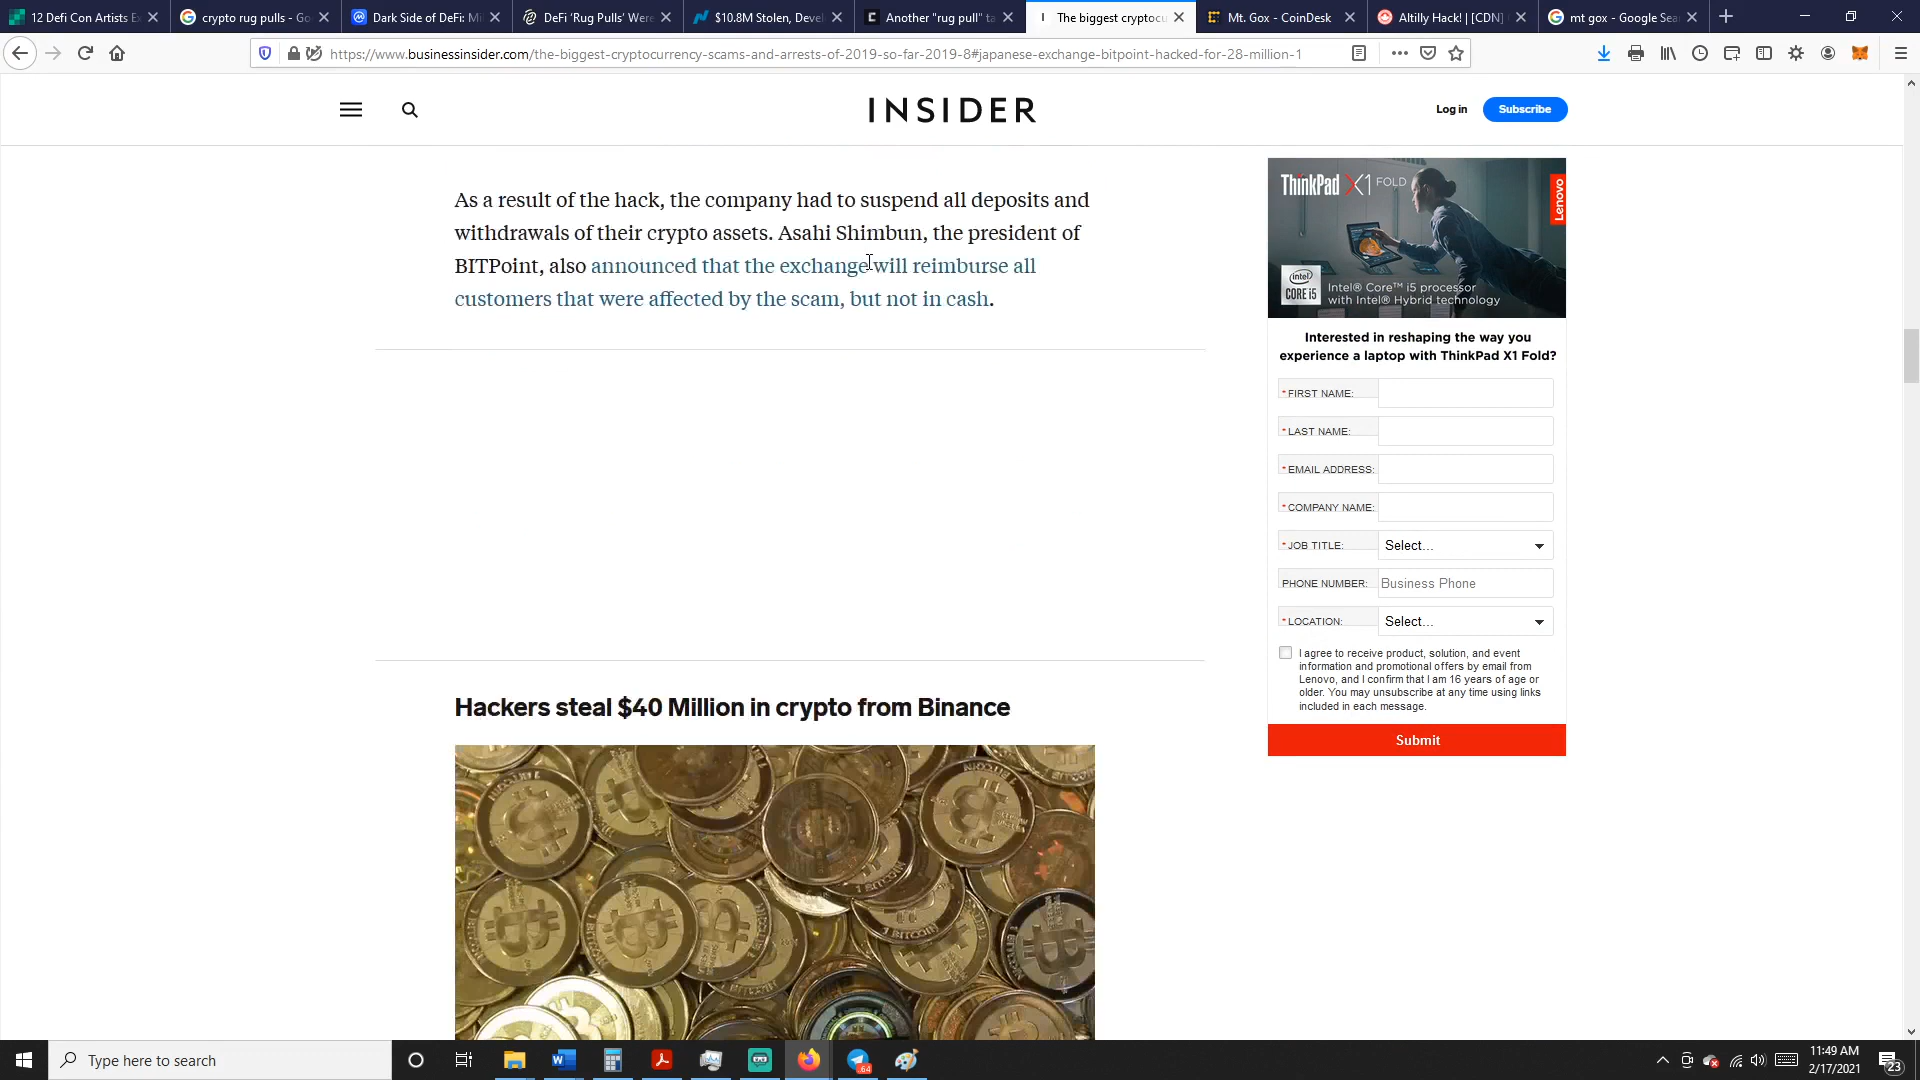 12 Defi Con Artists Ex
crypto rug pulls - Go
Dark Side of DeFi: Mi
DeFi 'Rug Pulls' Were
$10.8M Stolen, Devel
Another "rug pull" ta
The biggest cryptocu
Mt. Gox - CoinDesk
Altilly Hack! | [CDN]
mt gox - Google Sea
https://www.businessinsider.com/the-biggest-cryptocurrency-scams-and-arrests-of-2019-so-far-2019-8#japanese-exchange-bitpoint-hacked-for-28-million-1
INSIDER
Log in
Subscribe
As a result of the hack, the company had to suspend all deposits and
withdrawals of their crypto assets. Asahi Shimbun, the president of
BITPoint, also announced that the exchange will reimburse all
customers that were affected by the scam, but not in cash.
ThinkPad X1 FOLD
Lenovo
intel
CORE i5
Intel® Core™ i5 processor
with Intel® Hybrid technology
Interested in reshaping the way you
experience a laptop with ThinkPad X1 Fold?
* FIRST NAME:
* LAST NAME:
* EMAIL ADDRESS:
* COMPANY NAME:
* JOB TITLE: Select...
PHONE NUMBER: Business Phone
* LOCATION: Select...
I agree to receive product, solution, and event
information and promotional offers by email from
Lenovo, and I confirm that I am 16 years of age or
older. You may unsubscribe at any time using links
included in each message.
Submit
Hackers steal $40 Million in crypto from Binance
Type here to search
.64
11:49 AM
2/17/2021
23